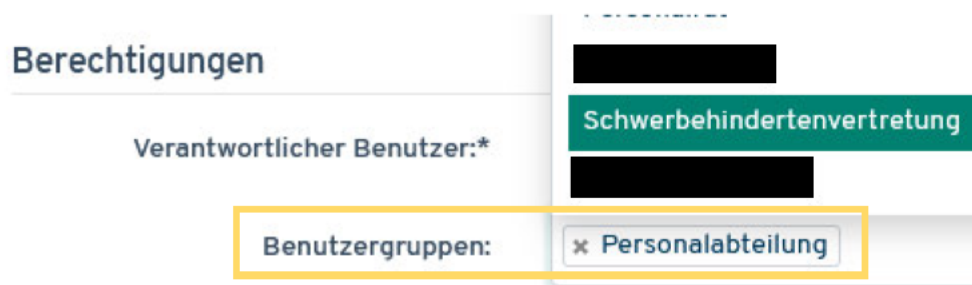 Berechtigungen
Schwerbehindertenvertretung
Verantwortlicher Benutzer:*
Benutzergruppen:
× Personalabteilung